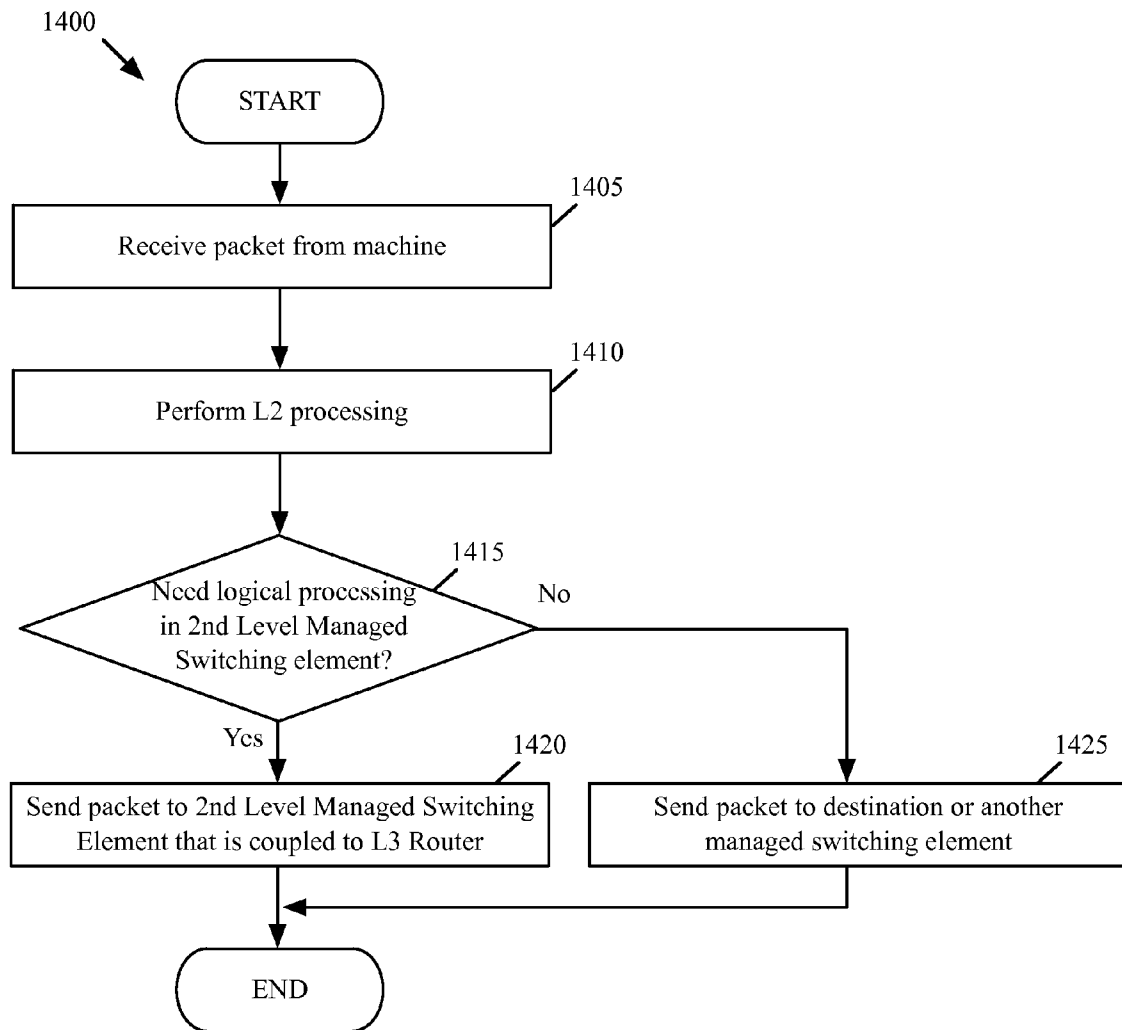 1400
START
1405
Receive packet from machine
1410
Perform L2 processing
1415
Need logical processing
in 2nd Level Managed
Switching element?
No
Yes
1420
Send packet to 2nd Level Managed Switching
Element that is coupled to L3 Router
1425
Send packet to destination or another
managed switching element
END